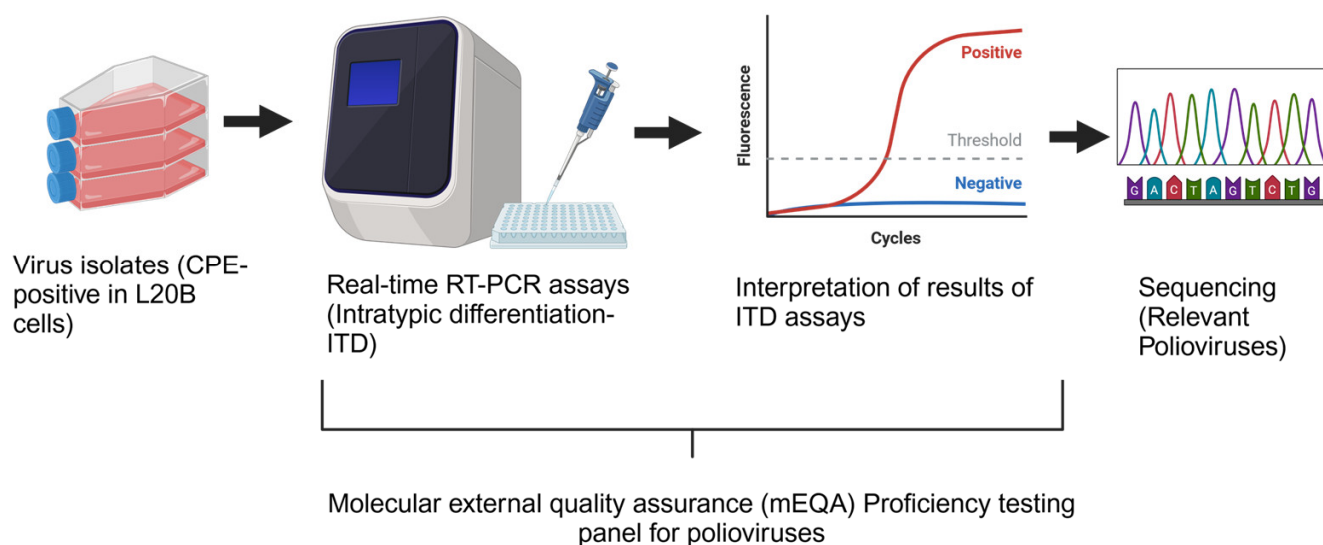 Virus isolates (CPE-
positive in L20B
cells)
Real-time RT-PCR assays
(Intratypic differentiation-
ITD)
Fluorescence
Positive
Threshold
Negative
Cycles
Interpretation of results of
ITD assays
G A C T A G T C T G
Sequencing
(Relevant
Polioviruses)
Molecular external quality assurance (mEQA) Proficiency testing
panel for polioviruses